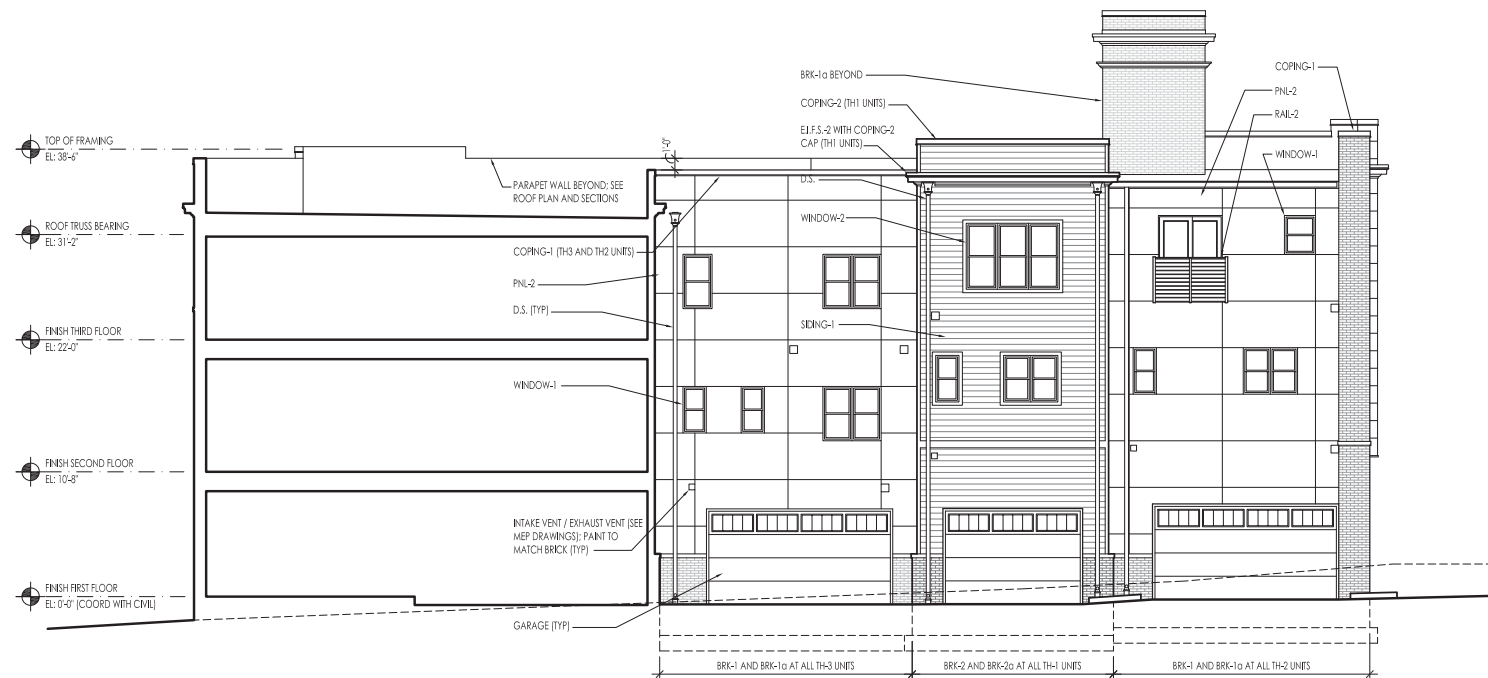 TOP OF FRAMING
EL: 38'-6"
ROOF TRUSS BEARING
EL: 31'-2"
FINISH THIRD FLOOR
EL: 22'-0"
FINISH SECOND FLOOR
EL: 10'-8"
FINISH FIRST FLOOR
EL: 0'-0" (COORD WITH CIVIL)
PARAPET WALL BEYOND; SEE
ROOF PLAN AND SECTIONS
COPING-1 (TH3 AND TH2 UNITS)
PNL-2
D.S. (TYP)
WINDOW-1
INTAKE VENT / EXHAUST VENT (SEE
MEP DRAWINGS); PAINT TO
MATCH BRICK (TYP)
GARAGE (TYP)
1'-0"
BRK-1a BEYOND
COPING-2 (TH1 UNITS)
E.I.F.S.-2 WITH COPING-2
CAP (TH1 UNITS)
D.S.
WINDOW-2
SIDING-1
COPING-1
PNL-2
RAIL-2
WINDOW-1
BRK-1 AND BRK-1a AT ALL TH-3 UNITS
BRK-2 AND BRK-2a AT ALL TH-1 UNITS
BRK-1 AND BRK-1a AT ALL TH-2 UNITS